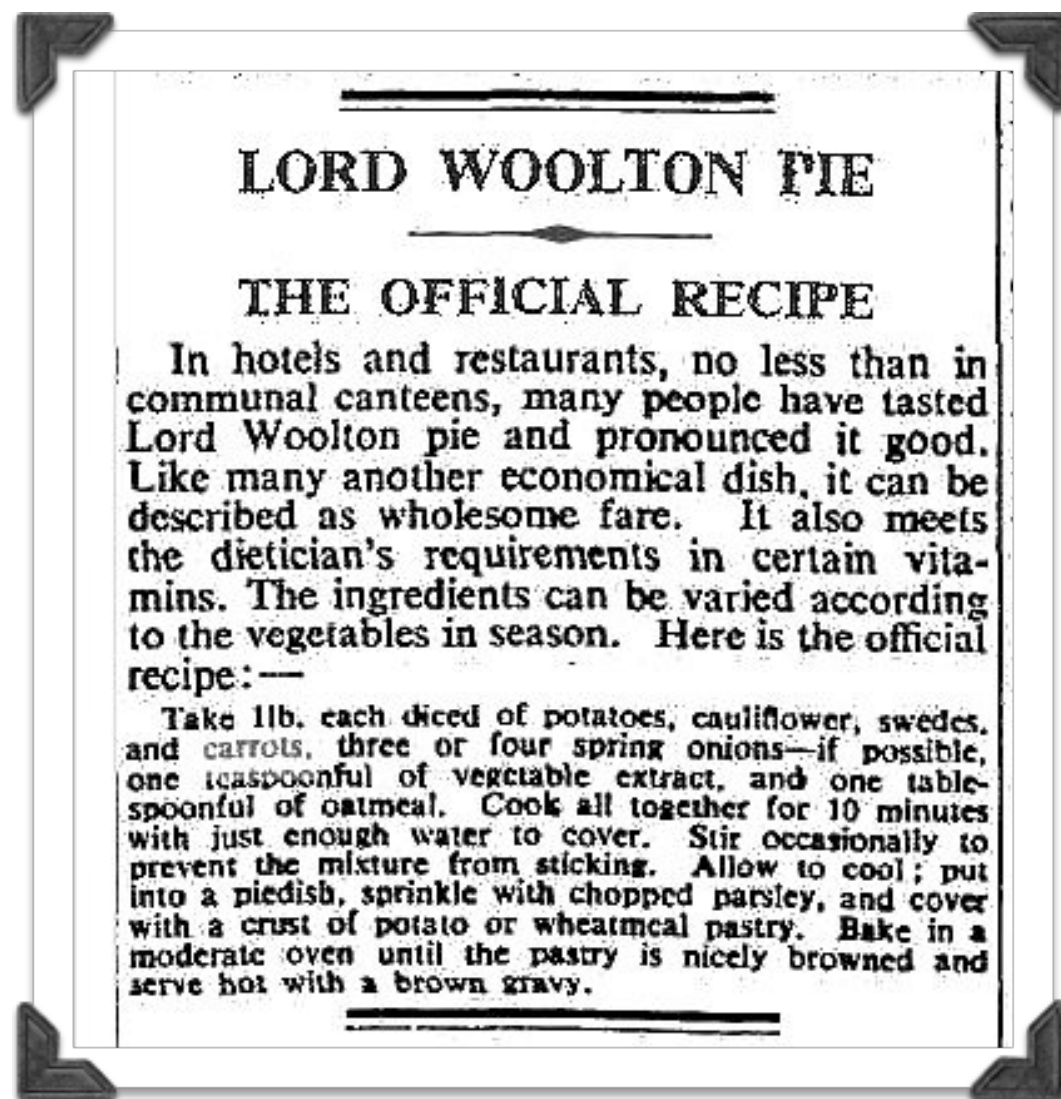 LORD WOOLTON PIE
THE OFFICIAL RECIPE
In hotels and restaurants, no less than in
communal canteens, many people have tasted
Lord Woolton pie and pronounced it good.
Like many another economical dish, it can be
described as wholesome fare. It also meets
the dietician's requirements in certain vita-
mins. The ingredients can be varied according
to the vegetables in season. Here is the official
recipe:—
Take 1lb. each diced of potatoes, cauliflower, swedes,
and carrots, three or four spring onions—if possible,
one teaspoonful of vegetable extract, and one table-
spoonful of oatmeal. Cook all together for 10 minutes
with just enough water to cover. Stir occasionally to
prevent the mixture from sticking. Allow to cool; put
into a piedish, sprinkle with chopped parsley, and cover
with a crust of potato or wheatmeal pastry. Bake in a
moderate oven until the pastry is nicely browned and
serve hot with a brown gravy.